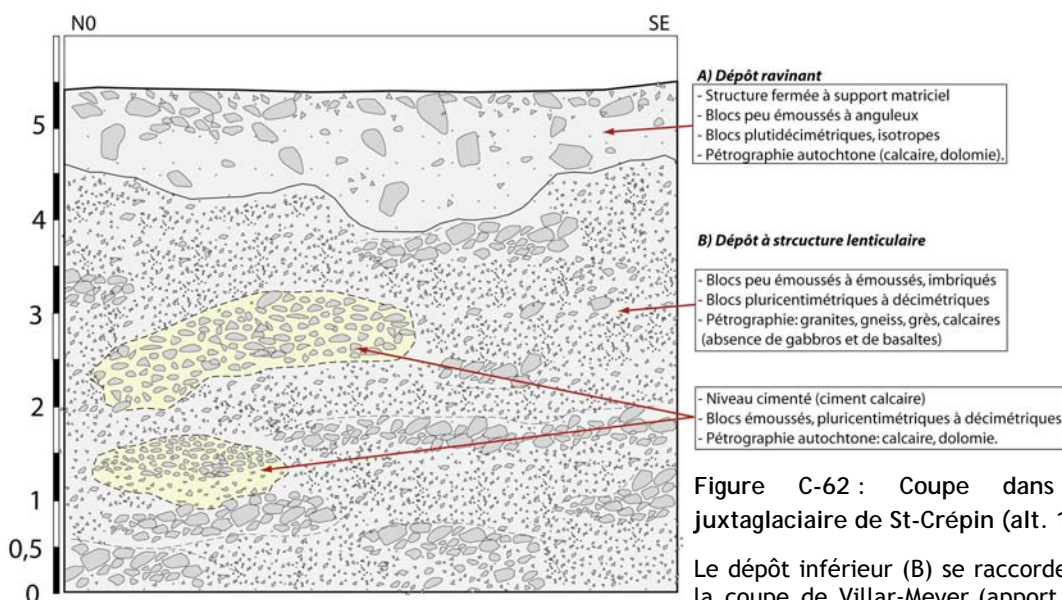 NO
SE
5
4
3
2
1
0,5
0
A) Dépôt ravinant
- Structure fermée à support matriciel
- Blocs peu émoussés à anguleux
- Blocs plutidécimétriques, isotropes
- Pétrographie autochtone (calcaire, dolomie).
B) Dépôt à strcucture lenticulaire
- Blocs peu émoussés à émoussés, imbriqués
- Blocs pluricentimétriques à décimétriques
- Pétrographie: granites, gneiss, grès, calcaires
(absence de gabbros et de basaltes)
- Niveau cimenté (ciment calcaire)
- Blocs émoussés, pluricentimétriques à décimétriques
- Pétrographie autochtone: calcaire, dolomie.
Figure C-62 : Coupe dans
juxtaglaciaire de St-Crépin (alt. 1
Le dépôt inférieur (B) se raccorde
la coupe de Villar-Meyer (apport